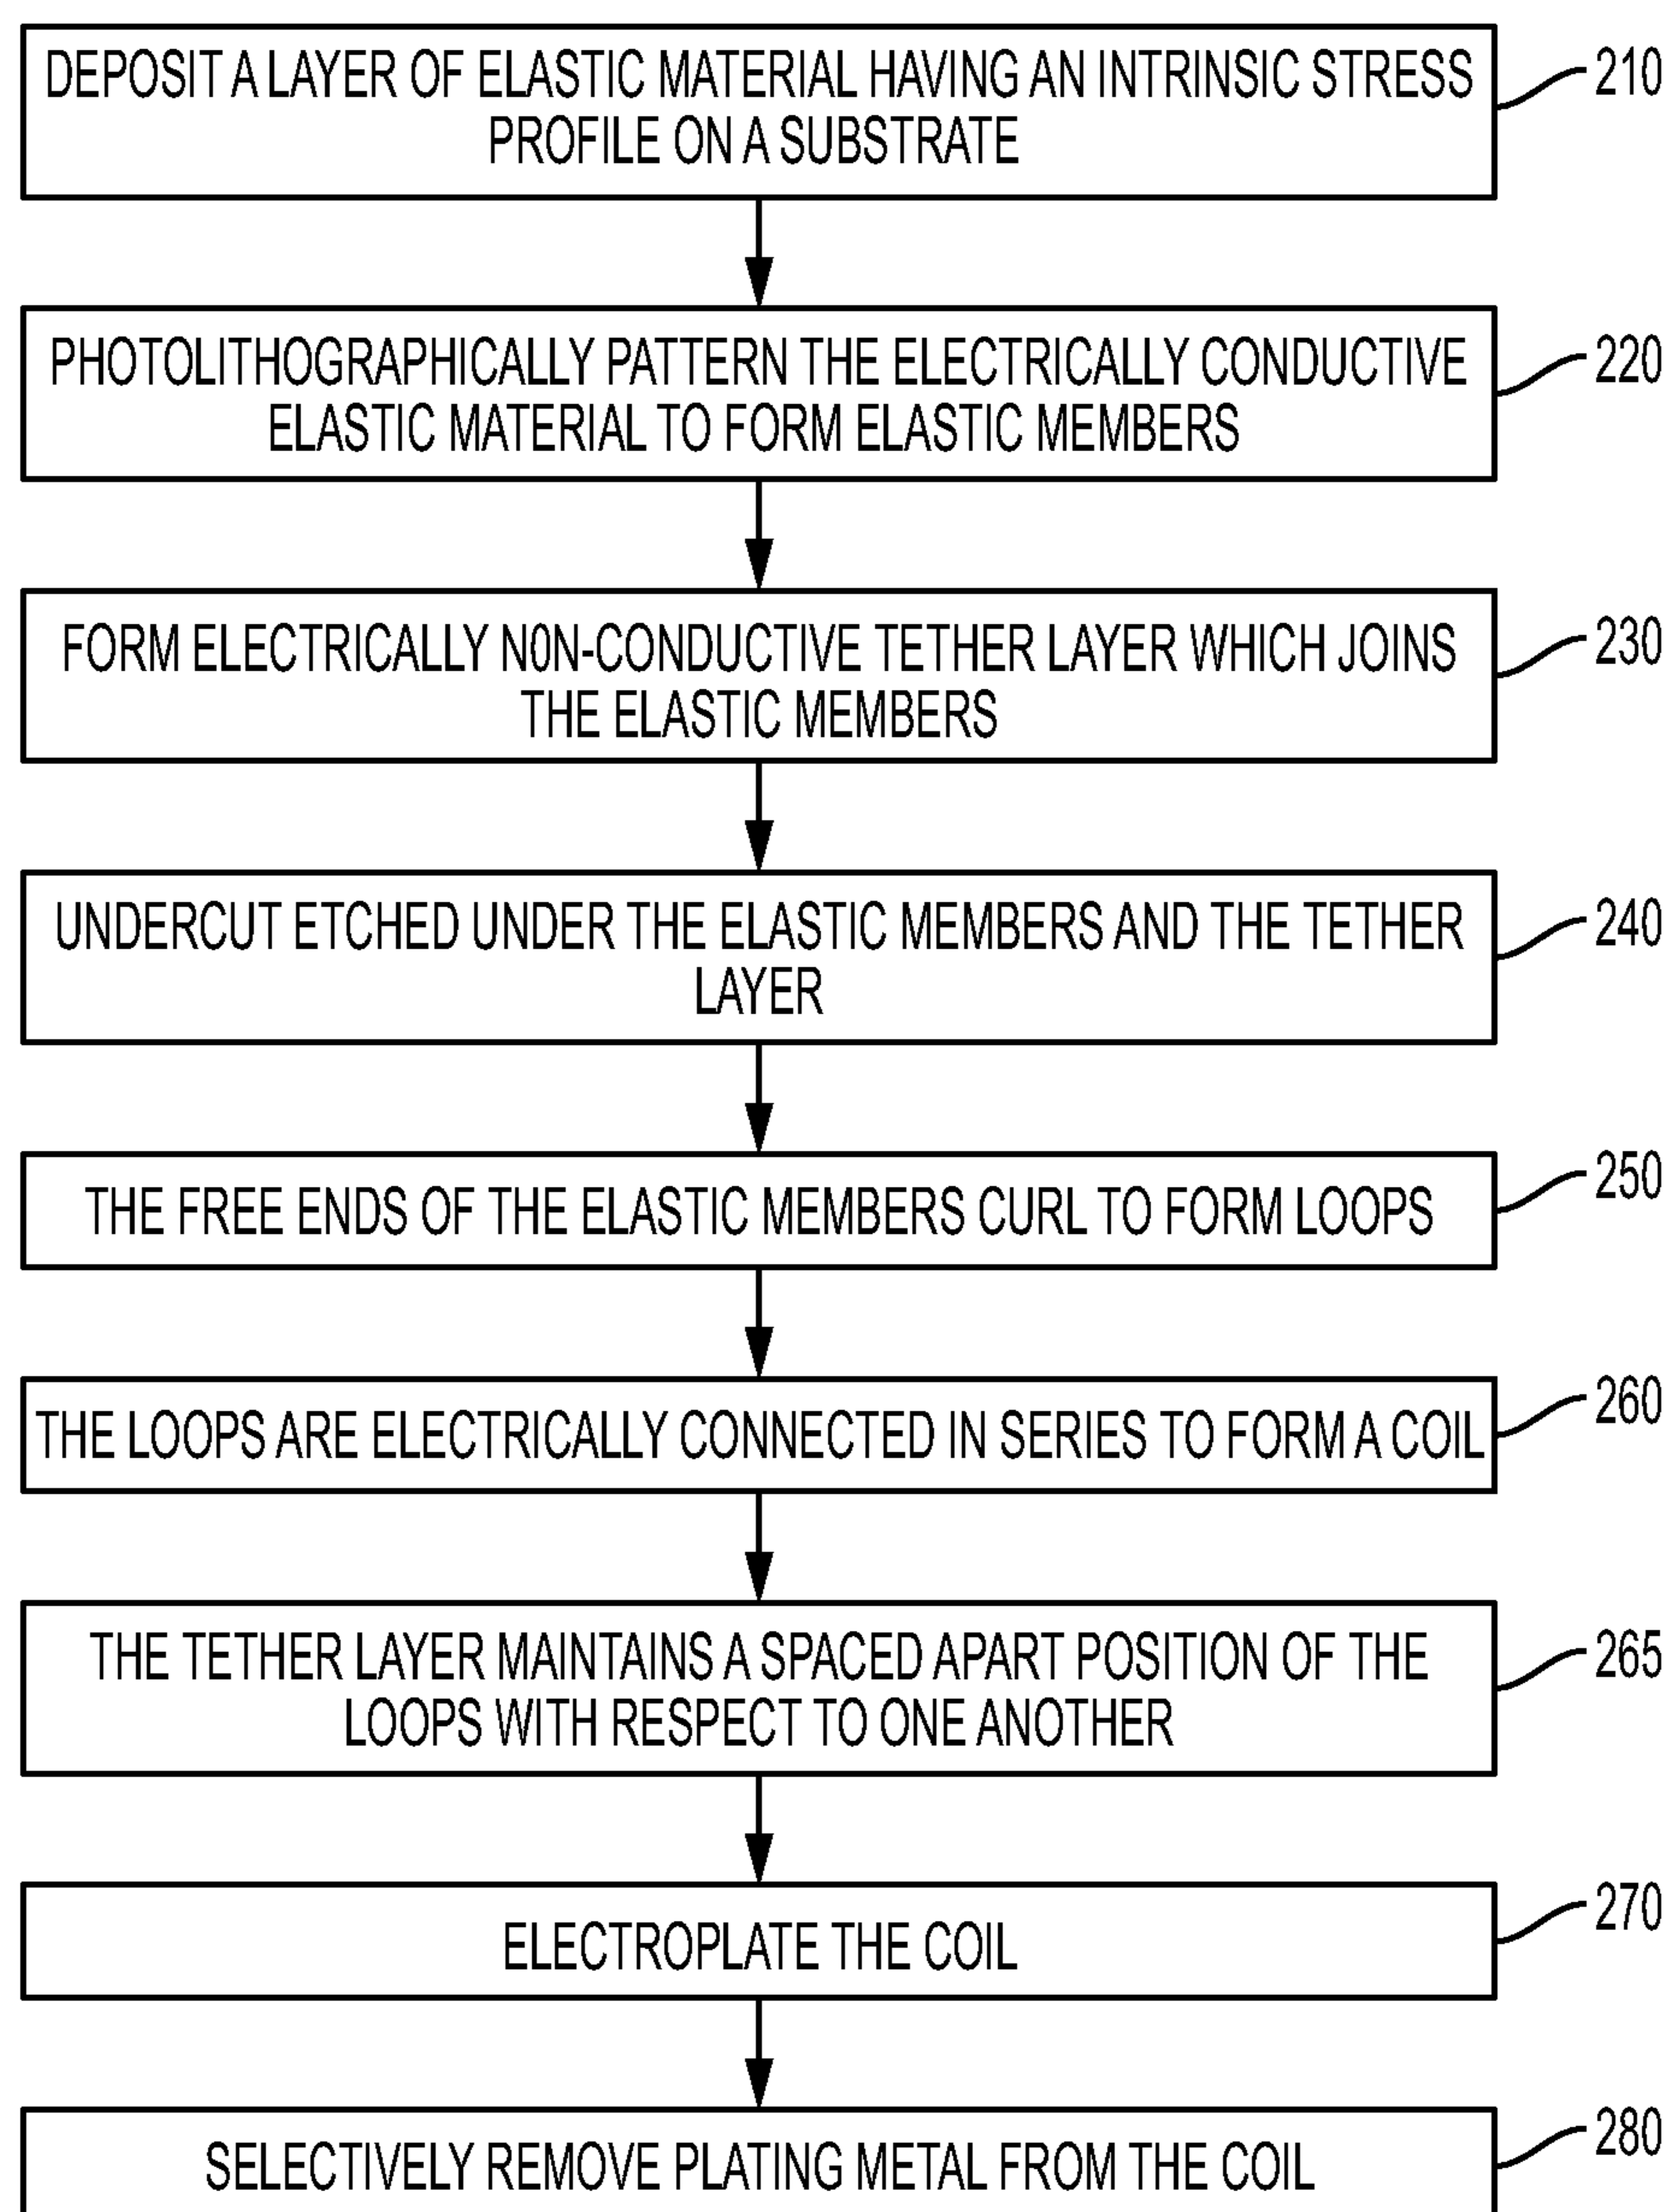 DEPOSIT A LAYER OF ELASTIC MATERIAL HAVING AN INTRINSIC STRESS
PROFILE ON A SUBSTRATE
210
PHOTOLITHOGRAPHICALLY PATTERN THE ELECTRICALLY CONDUCTIVE
ELASTIC MATERIAL TO FORM ELASTIC MEMBERS
220
FORM ELECTRICALLY NON-CONDUCTIVE TETHER LAYER WHICH JOINS
THE ELASTIC MEMBERS
230
UNDERCUT ETCHED UNDER THE ELASTIC MEMBERS AND THE TETHER
LAYER
240
THE FREE ENDS OF THE ELASTIC MEMBERS CURL TO FORM LOOPS
250
THE LOOPS ARE ELECTRICALLY CONNECTED IN SERIES TO FORM A COIL
260
THE TETHER LAYER MAINTAINS A SPACED APART POSITION OF THE
LOOPS WITH RESPECT TO ONE ANOTHER
265
ELECTROPLATE THE COIL
270
SELECTIVELY REMOVE PLATING METAL FROM THE COIL
280